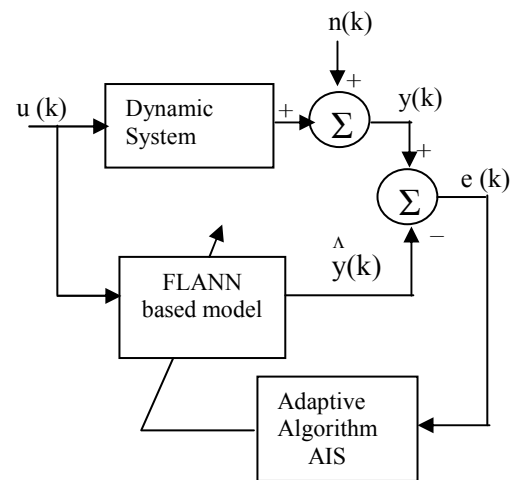 n(k)
+
u (k)
Dynamic
System
+
Σ
y(k)
+
Σ
e (k)
−
^
y(k)
FLANN
based model
Adaptive
Algorithm
AIS